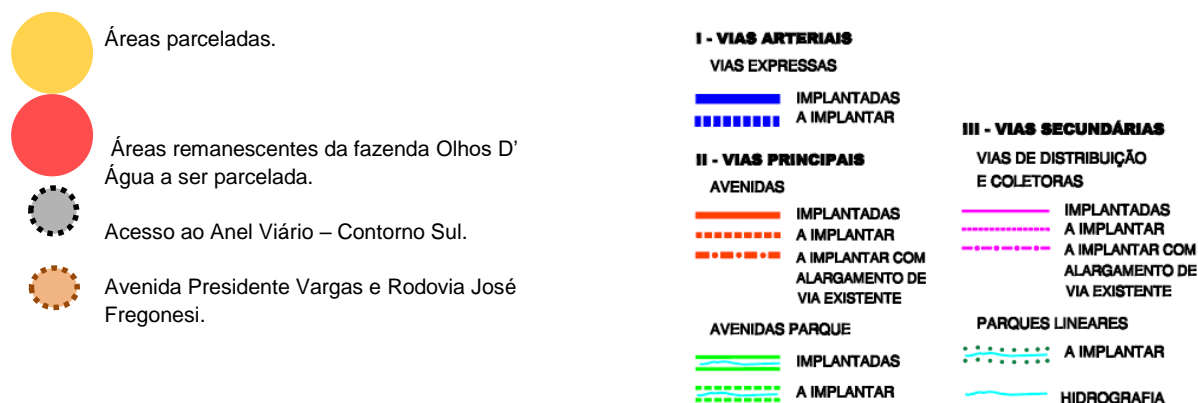 Áreas parceladas.
Áreas remanescentes da fazenda Olhos D’
Água a ser parcelada.
Acesso ao Anel Viário – Contorno Sul.
Avenida Presidente Vargas e Rodovia José
Fregonesi.
I - VIAS ARTERIAIS
VIAS EXPRESSAS
IMPLANTADAS
A IMPLANTAR
II - VIAS PRINCIPAIS
AVENIDAS
IMPLANTADAS
A IMPLANTAR
A IMPLANTAR COM
ALARGAMENTO DE
VIA EXISTENTE
AVENIDAS PARQUE
IMPLANTADAS
A IMPLANTAR
III - VIAS SECUNDÁRIAS
VIAS DE DISTRIBUIÇÃO
E COLETORAS
IMPLANTADAS
A IMPLANTAR
A IMPLANTAR COM
ALARGAMENTO DE
VIA EXISTENTE
PARQUES LINEARES
A IMPLANTAR
HIDROGRAFIA